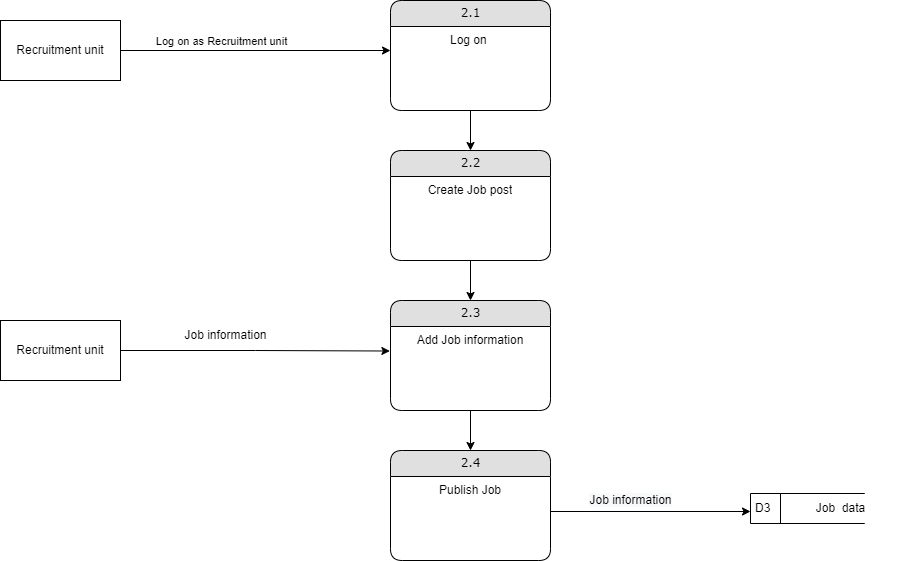 2.1
Log on
Recruitment unit
Log on as Recruitment unit
2.2
Create Job post
2.3
Add Job information
Recruitment unit
Job information
2.4
Publish Job
Job information
D3
Job data